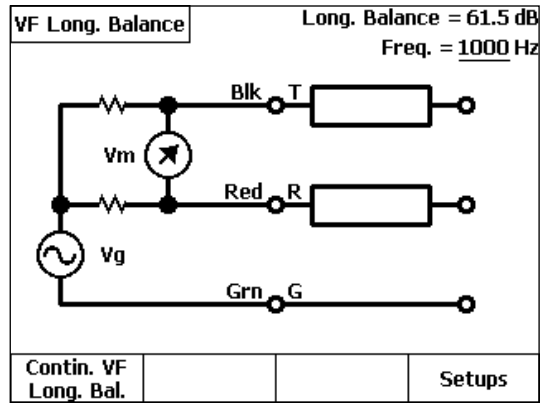 VF Long. Balance
Long. Balance = 61.5 dB
Freq. = 1000 Hz
Blk T
Vm
Red R
Vg
Grn G
Contin. VF
Long. Bal.
Setups